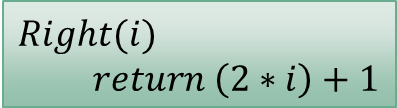 Right(i)
return (2 * i) + 1